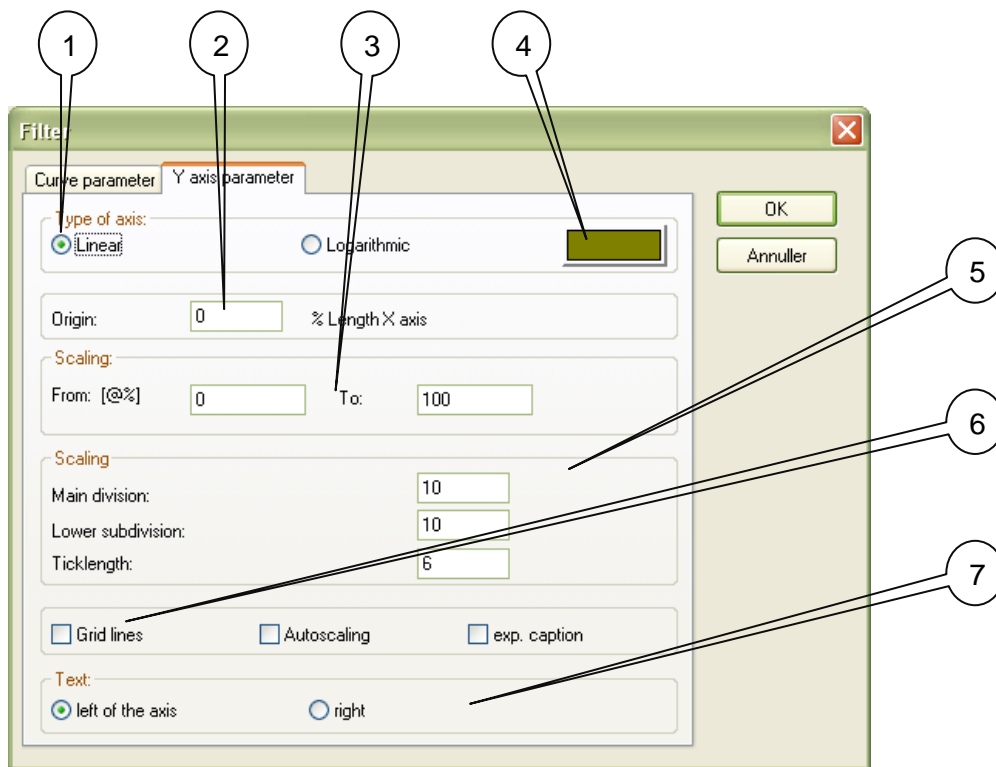 1 2 3 4
Filter
Curve parameter Y axis parameter
Type of axis:
Linear Logarithmic
OK
Annuller
5
Origin: 0 % Length X axis
Scaling:
From: [@%] 0 To: 100
6
Scaling
Main division: 10
Lower subdivision: 10
Ticklength: 6
7
Grid lines Autoscaling exp. caption
Text:
left of the axis right